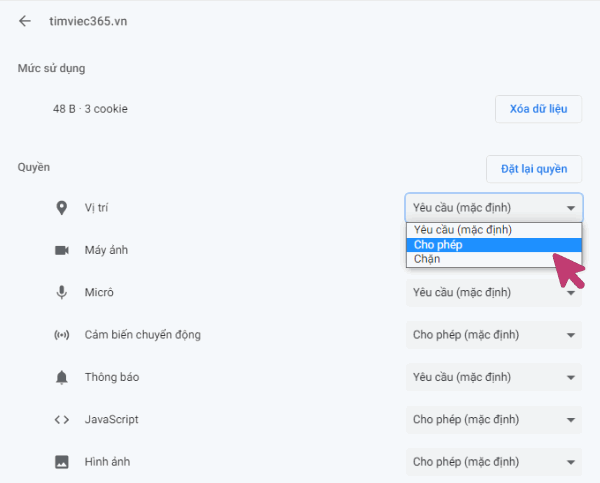 timviec365.vn
Mức sử dụng
48 B · 3 cookie
Xóa dữ liệu
Quyền
Đặt lại quyền
Vị trí
Yêu cầu (mặc định)
Yêu cầu (mặc định)
Cho phép
Chặn
Máy ảnh
Micrô
Yêu cầu (mặc định)
Cảm biến chuyển động
Cho phép (mặc định)
Thông báo
Yêu cầu (mặc định)
JavaScript
Cho phép (mặc định)
Hình ảnh
Cho phép (mặc định)